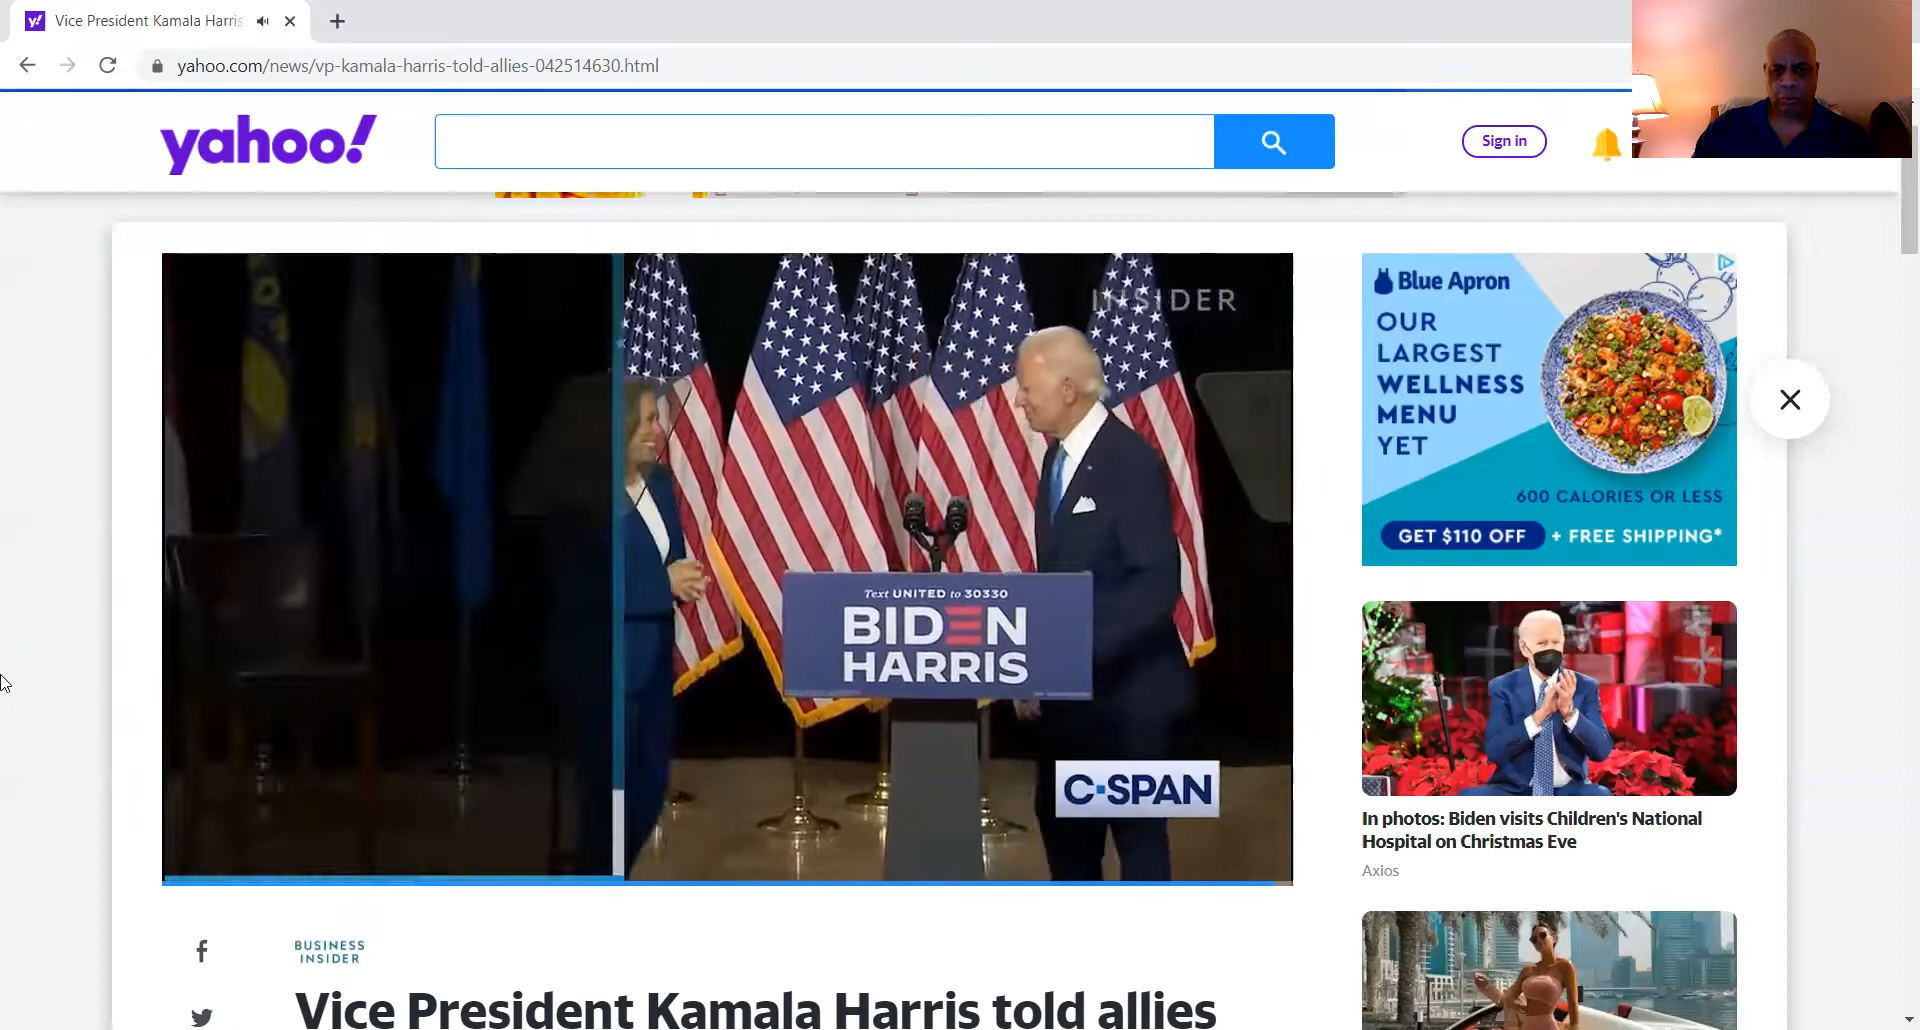 y!
Vice President Kamala Harris
yahoo.com/news/vp-kamala-harris-told-allies-042514630.html
yahoo!
Sign in
INSIDER
Text UNITED to 30330
BIDEN
HARRIS
C-SPAN
Blue Apron
OUR
LARGEST
WELLNESS
MENU
YET
600 CALORIES OR LESS
GET $110 OFF + FREE SHIPPING*
In photos: Biden visits Children's National
Hospital on Christmas Eve
Axios
BUSINESS
INSIDER
Vice President Kamala Harris told allies